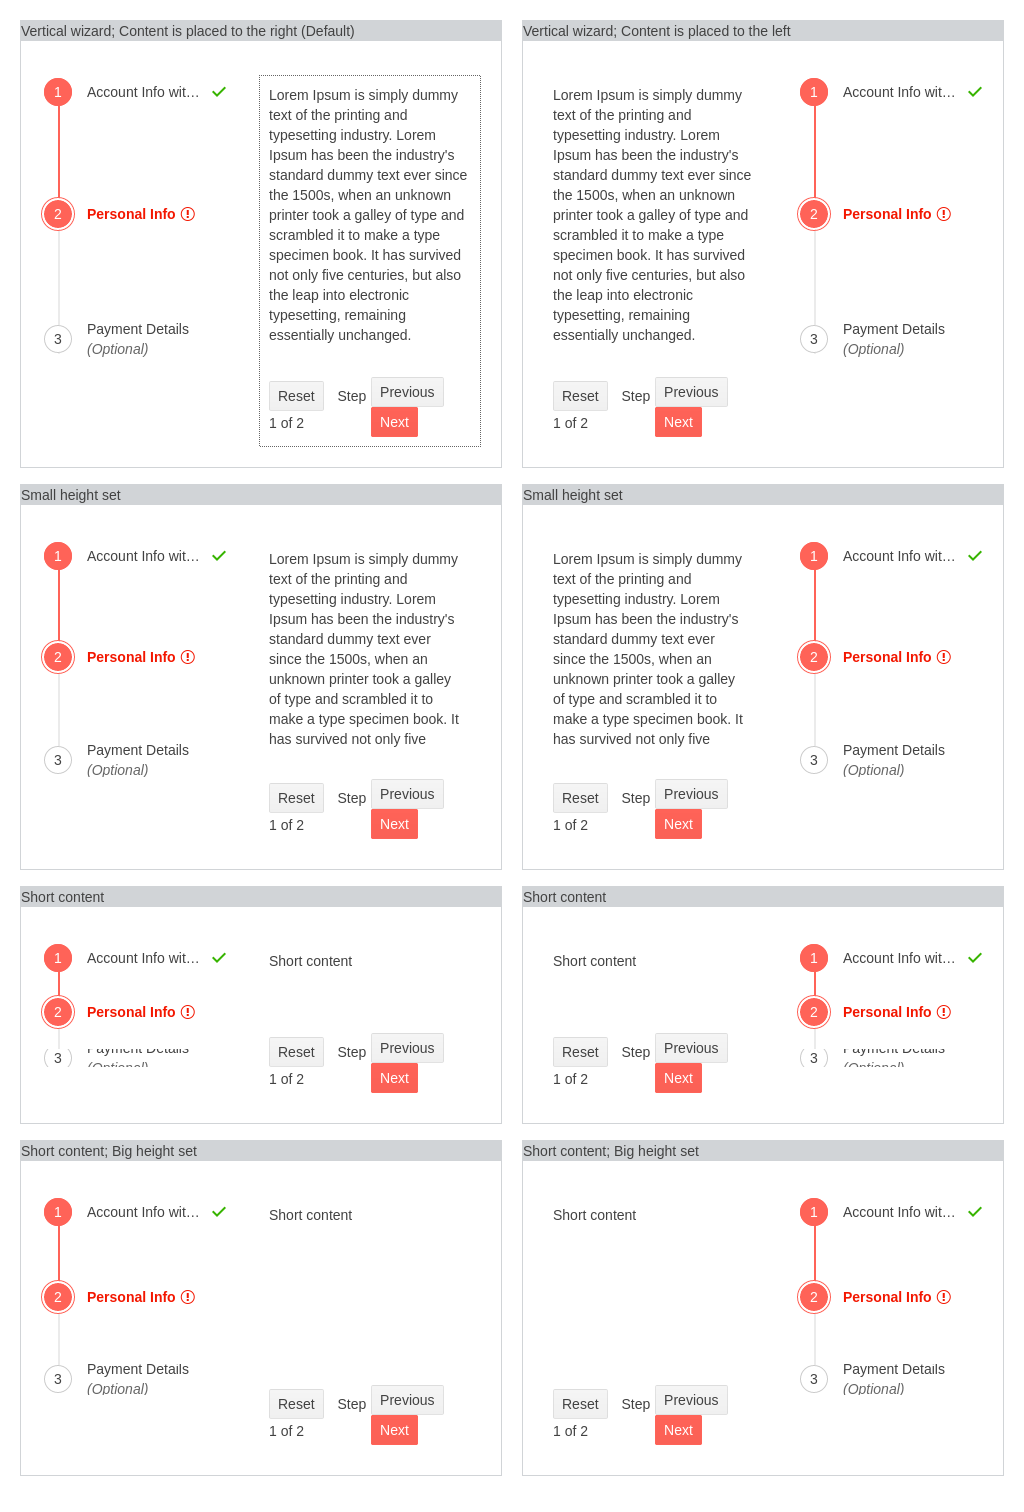 Vertical wizard; Content is placed to the right (Default)
1 Account Info wit…
2 Personal Info
3 Payment Details
(Optional)
Lorem Ipsum is simply dummy
text of the printing and
typesetting industry. Lorem
Ipsum has been the industry's
standard dummy text ever since
the 1500s, when an unknown
printer took a galley of type and
scrambled it to make a type
specimen book. It has survived
not only five centuries, but also
the leap into electronic
typesetting, remaining
essentially unchanged.
Reset Step Previous
1 of 2 Next
Vertical wizard; Content is placed to the left
Lorem Ipsum is simply dummy
text of the printing and
typesetting industry. Lorem
Ipsum has been the industry's
standard dummy text ever since
the 1500s, when an unknown
printer took a galley of type and
scrambled it to make a type
specimen book. It has survived
not only five centuries, but also
the leap into electronic
typesetting, remaining
essentially unchanged.
Reset Step Previous
1 of 2 Next
1 Account Info wit…
2 Personal Info
3 Payment Details
(Optional)
Small height set
1 Account Info wit…
2 Personal Info
3 Payment Details
(Optional)
Lorem Ipsum is simply dummy
text of the printing and
typesetting industry. Lorem
Ipsum has been the industry's
standard dummy text ever
since the 1500s, when an
unknown printer took a galley
of type and scrambled it to
make a type specimen book. It
has survived not only five
Reset Step Previous
1 of 2 Next
Small height set
Lorem Ipsum is simply dummy
text of the printing and
typesetting industry. Lorem
Ipsum has been the industry's
standard dummy text ever
since the 1500s, when an
unknown printer took a galley
of type and scrambled it to
make a type specimen book. It
has survived not only five
Reset Step Previous
1 of 2 Next
1 Account Info wit…
2 Personal Info
3 Payment Details
(Optional)
Short content
1 Account Info wit…
2 Personal Info
3 Payment Details
(Optional)
Short content
Reset Step Previous
1 of 2 Next
Short content
Short content
Reset Step Previous
1 of 2 Next
1 Account Info wit…
2 Personal Info
3 Payment Details
(Optional)
Short content; Big height set
1 Account Info wit…
2 Personal Info
3 Payment Details
(Optional)
Short content
Reset Step Previous
1 of 2 Next
Short content; Big height set
Short content
Reset Step Previous
1 of 2 Next
1 Account Info wit…
2 Personal Info
3 Payment Details
(Optional)